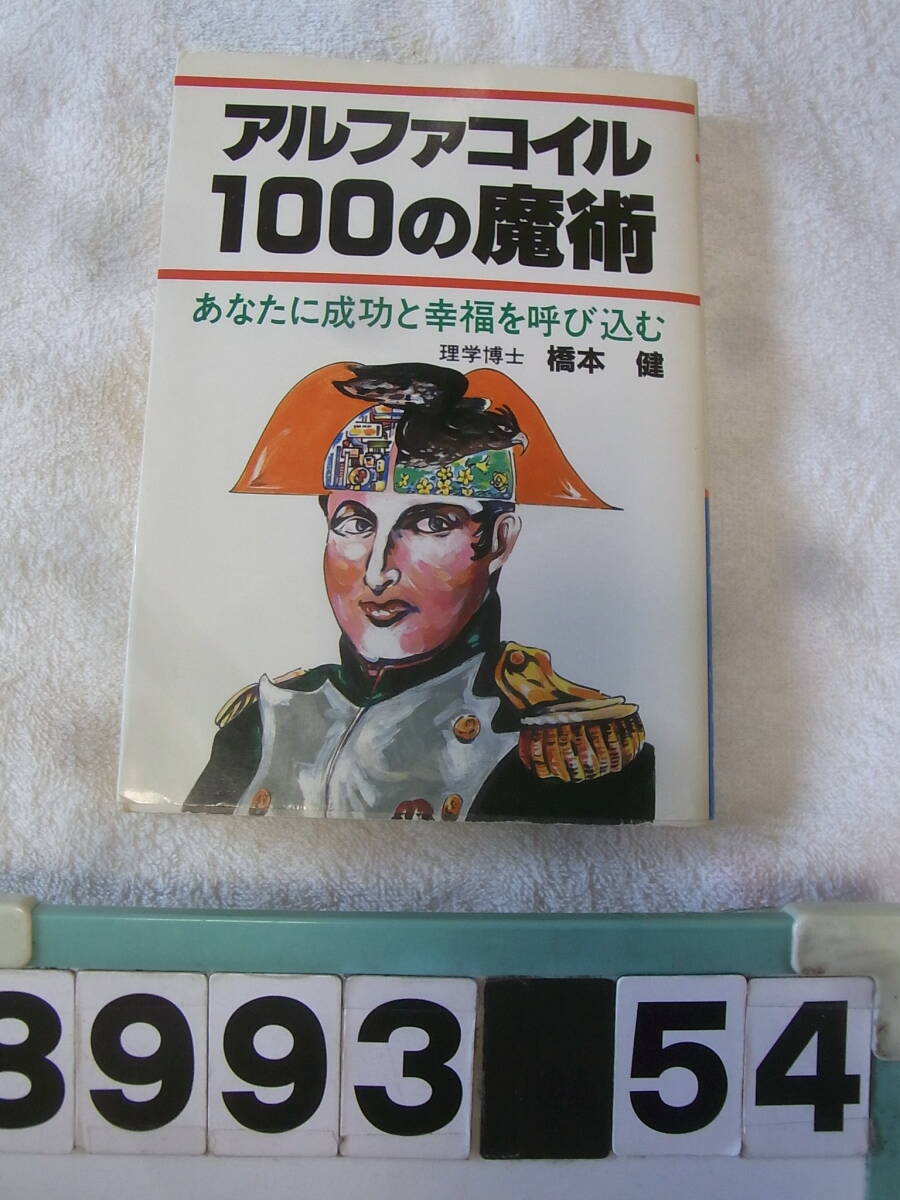 アルファコイル
100の魔術
あなたに成功と幸福を呼び込む
理学博士 橋本 健
8993 54